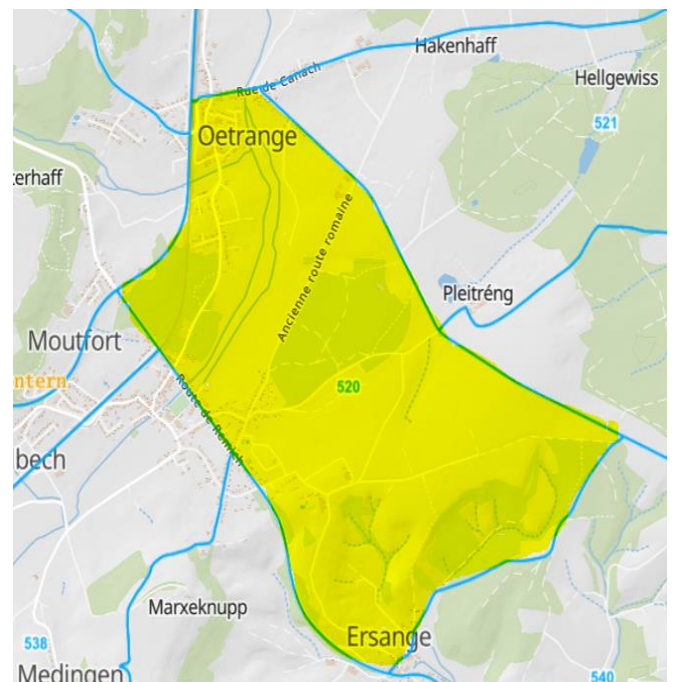 Hakenhaff
Hellgewiss
Rue de Canach
521
Oetrange
erhaff
Ancienne route romaine
Pleitréng
Moutfort
ntern
520
Route de Remich
bech
Marxeknupp
Ersange
538
Medingen
540